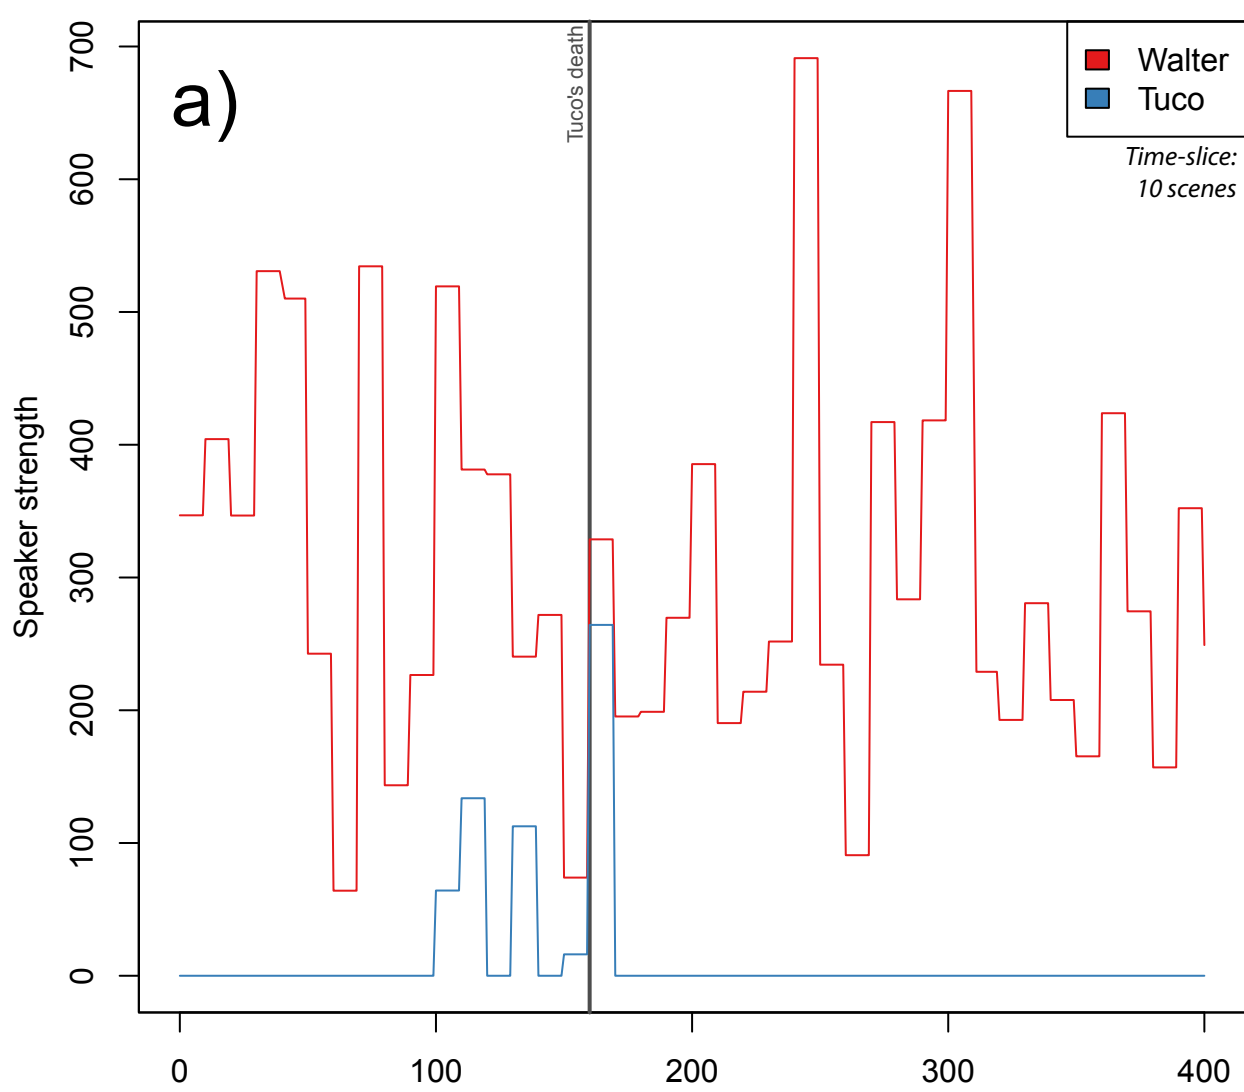 a)
Tuco's death
Walter
Tuco
Time-slice:
10 scenes
Speaker strength
700
600
500
400
300
200
100
0
0 100 200 300 400